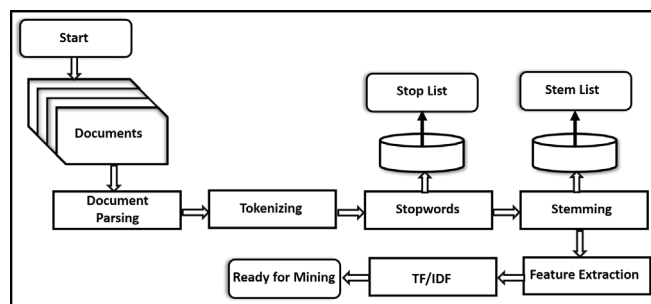 Start
Stop List
Stem List
Documents
Document
Parsing
Tokenizing
Stopwords
Stemming
Ready for Mining
TF/IDF
Feature Extraction